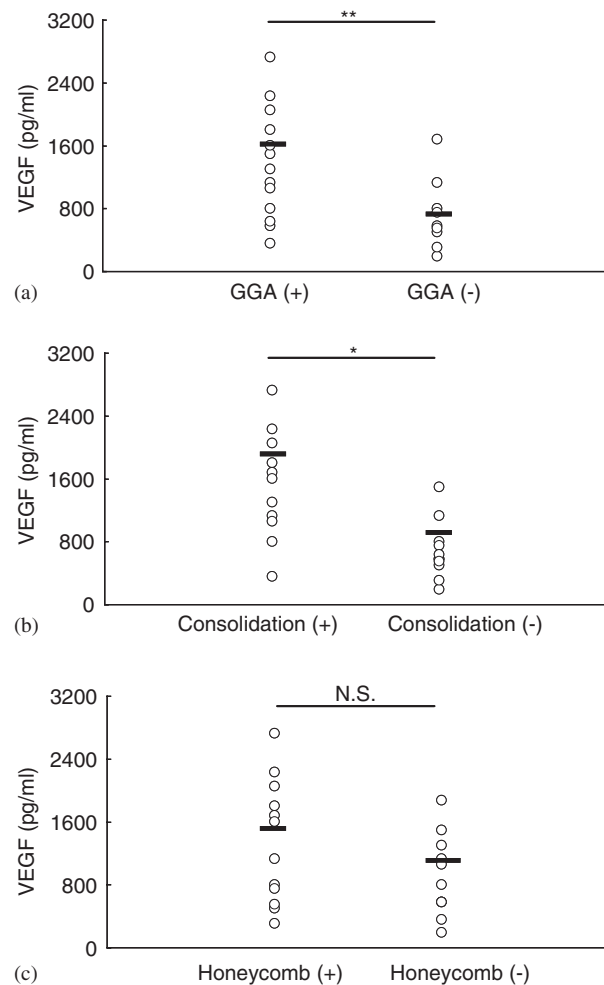 3200
**
2400
1600
800
0
VEGF (pg/ml)
(a)
GGA (+) GGA (-)
3200
*
2400
1600
800
0
VEGF (pg/ml)
(b)
Consolidation (+) Consolidation (-)
3200
N.S.
2400
1600
800
0
VEGF (pg/ml)
(c)
Honeycomb (+) Honeycomb (-)